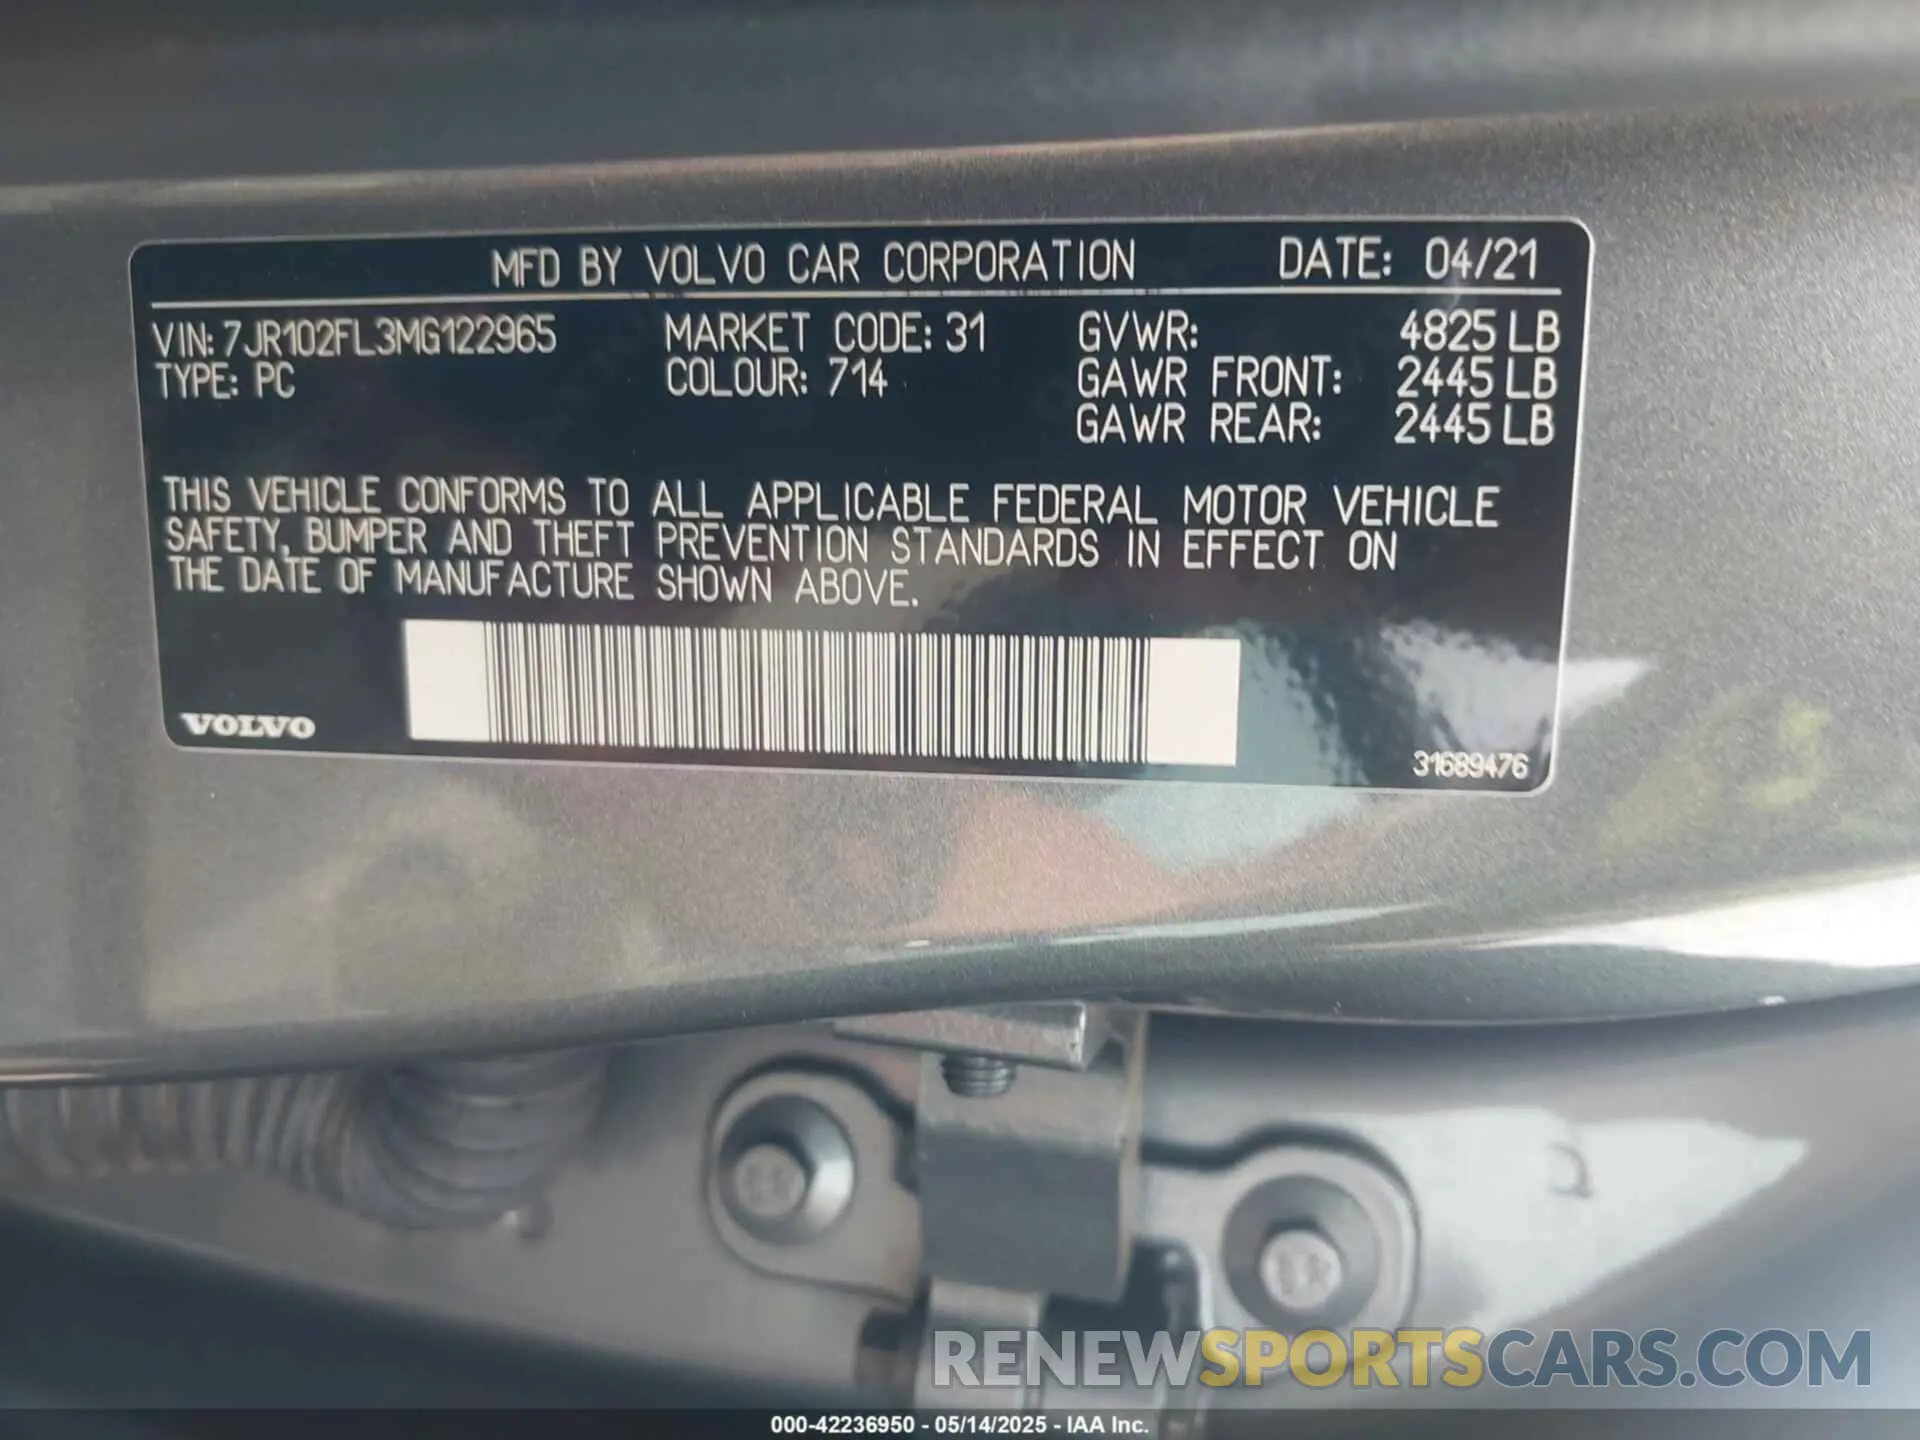 MFD BY VOLVO CAR CORPORATION DATE: 04/21
VIN: 7JR102FL3MG122965 MARKET CODE: 31 GVWR: 4825 LB
TYPE: PC COLOUR: 714 GAWR FRONT: 2445 LB
GAWR REAR: 2445 LB
THIS VEHICLE CONFORMS TO ALL APPLICABLE FEDERAL MOTOR VEHICLE
SAFETY, BUMPER AND THEFT PREVENTION STANDARDS IN EFFECT ON
THE DATE OF MANUFACTURE SHOWN ABOVE.
VOLVO
31689476
RENEWSPORTSCARS.COM
000-42236950 - 05/14/2025 - IAA Inc.